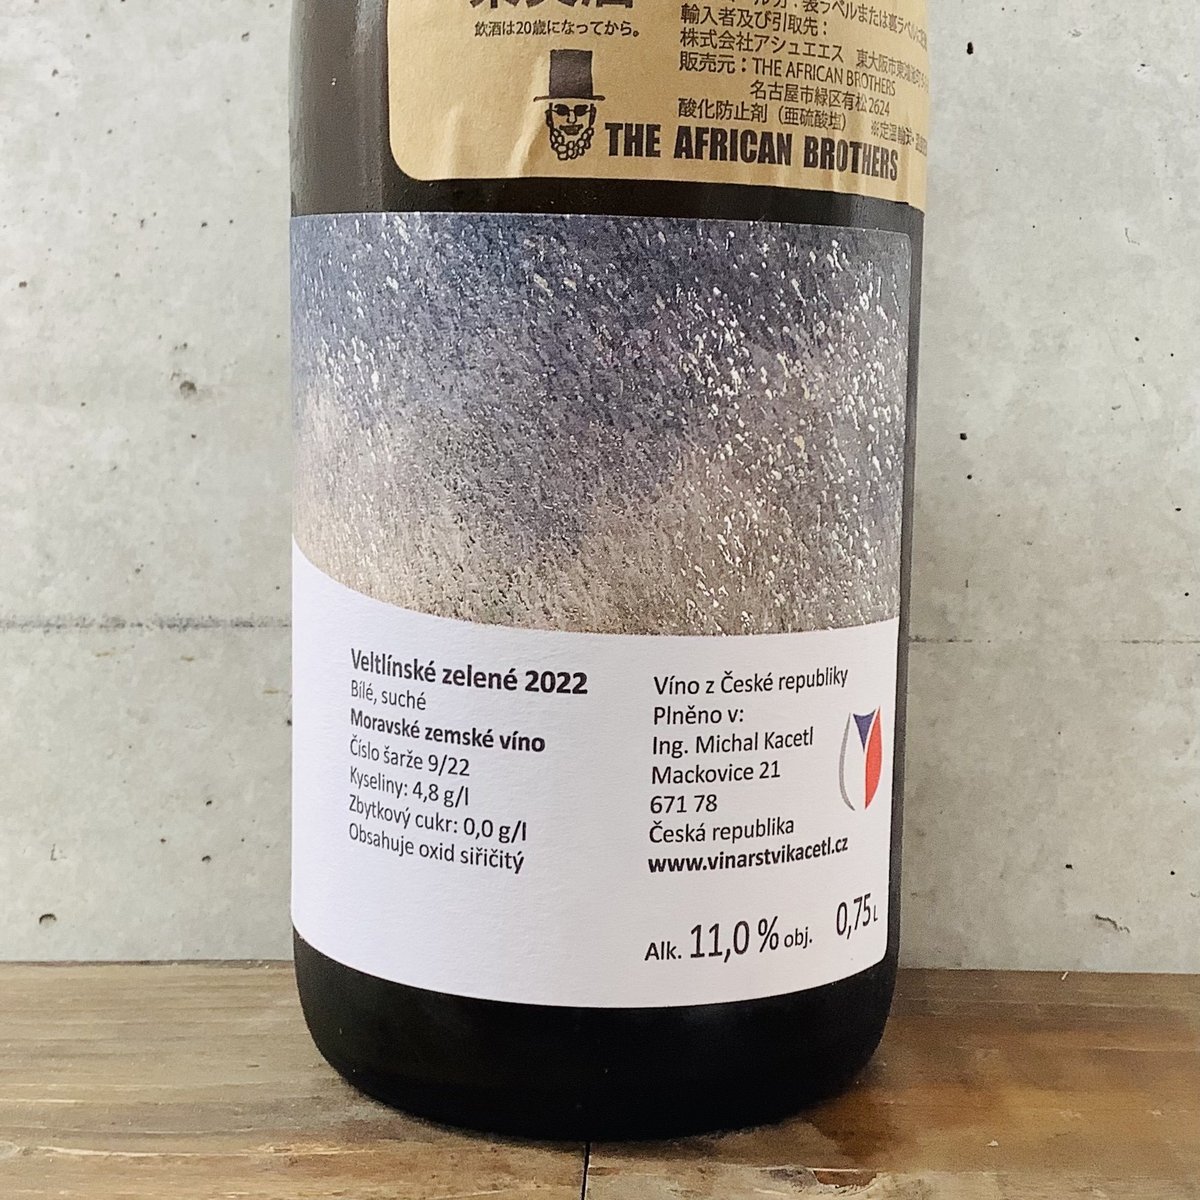 飲酒は20歳になってから。
輸入者及び引取先：
株式会社アシュエエス
販売元：THE AFRICAN BROTHERS
名古屋市緑区有松2624
酸化防止剤（亜硫酸塩）
THE AFRICAN BROTHERS
Veltlínské zelené 2022
Bílé, suché
Moravské zemské víno
Číslo šarže 9/22
Kyseliny: 4,8 g/l
Zbytkový cukr: 0,0 g/l
Obsahuje oxid siřičitý
Víno z České republiky
Plněno v:
Ing. Michal Kacetl
Mackovice 21
671 78
Česká republika
www.vinarstvikacetl.cz
Alk. 11,0 % obj.
0,75 L